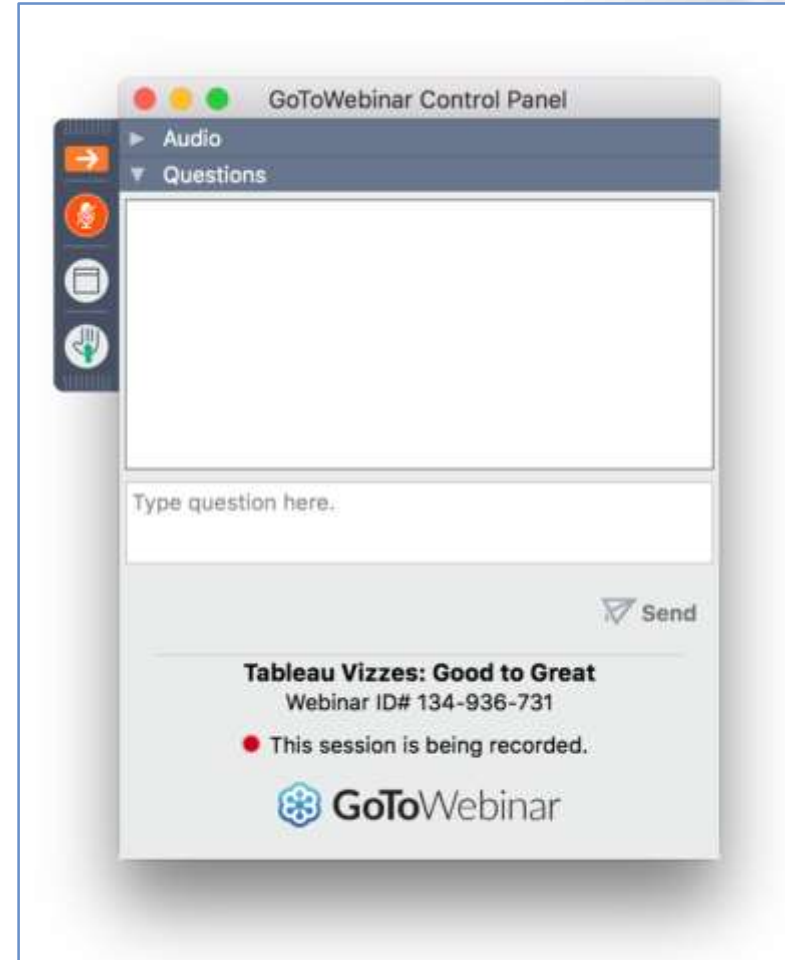 GoToWebinar Control Panel
Audio
Questions
Type question here.
Send
Tableau Vizzes: Good to Great
Webinar ID# 134-936-731
This session is being recorded.
GoToWebinar